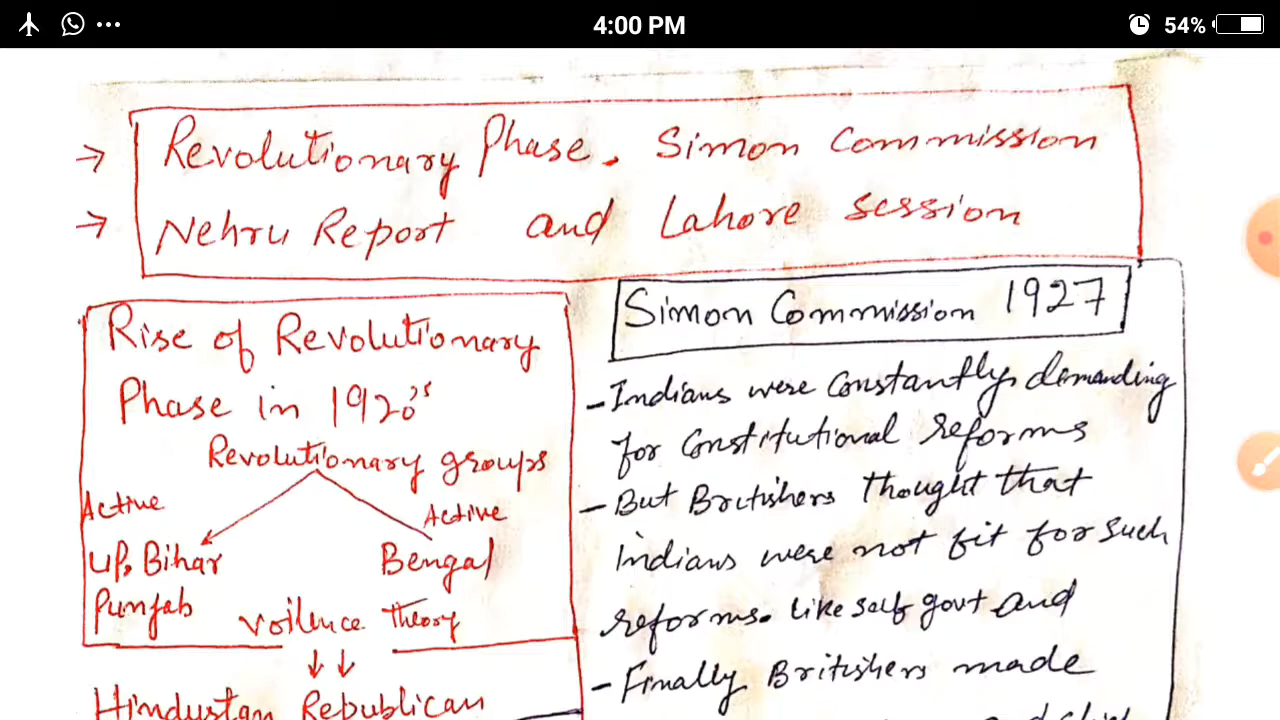 4:00 PM
54%
→ Revolutionary Phase. Simon Commission
→ Nehru Report and Lahore session
Rise of Revolutionary
Phase in 1920's
Revolutionary groups
Active Active
UP, Bihar Bengal
Punjab
voilence theory
Hindustan Republican
Simon Commission 1927
- Indians were constantly demanding
for constitutional reforms
- But Britishers thought that
indians were not fit for such
reforms. like self govt and
- Finally Britishers made
and